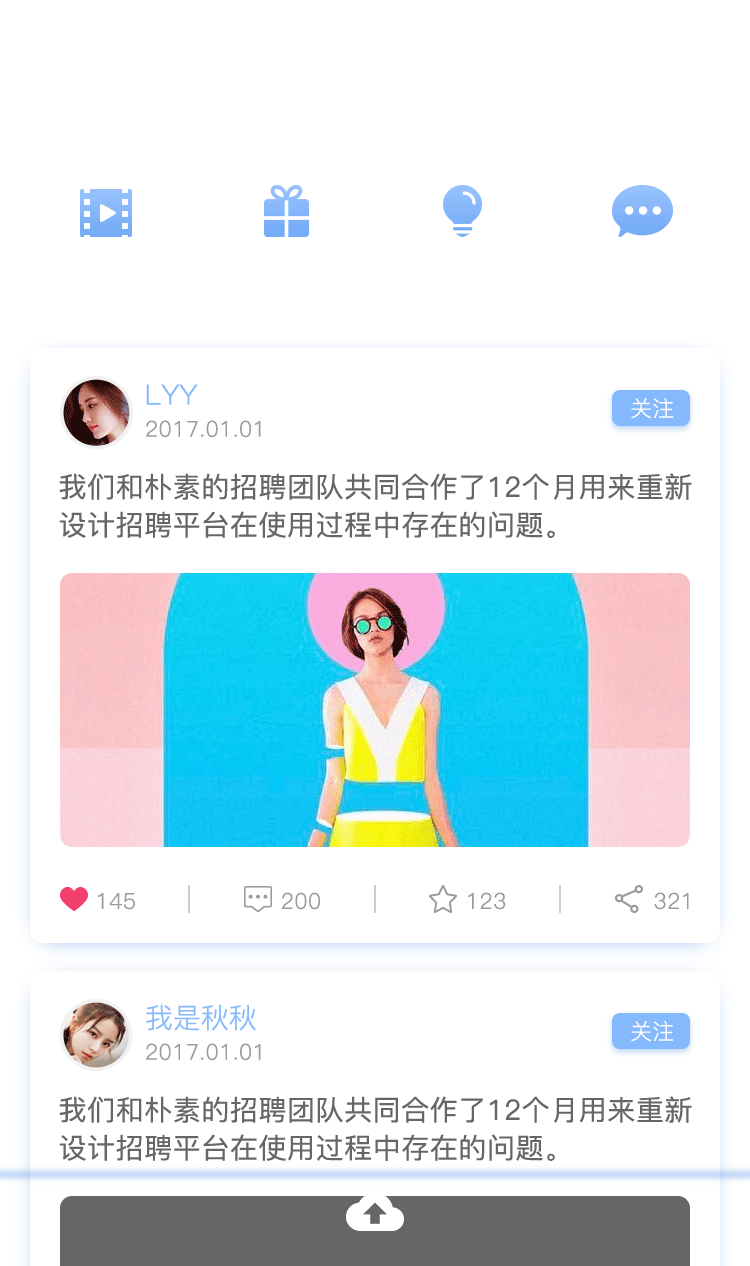 LYY
关注
2017.01.01
我们和朴素的招聘团队共同合作了12个月用来重新
设计招聘平台在使用过程中存在的问题。
145
200
123
321
我是秋秋
关注
2017.01.01
我们和朴素的招聘团队共同合作了12个月用来重新
设计招聘平台在使用过程中存在的问题。